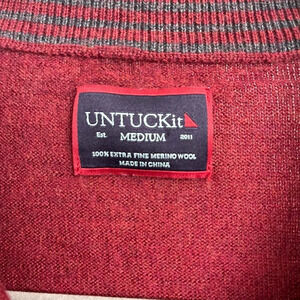 UNTUCKit
Est. MEDIUM 2011
100% EXTRA FINE MERINO WOOL
MADE IN CHINA